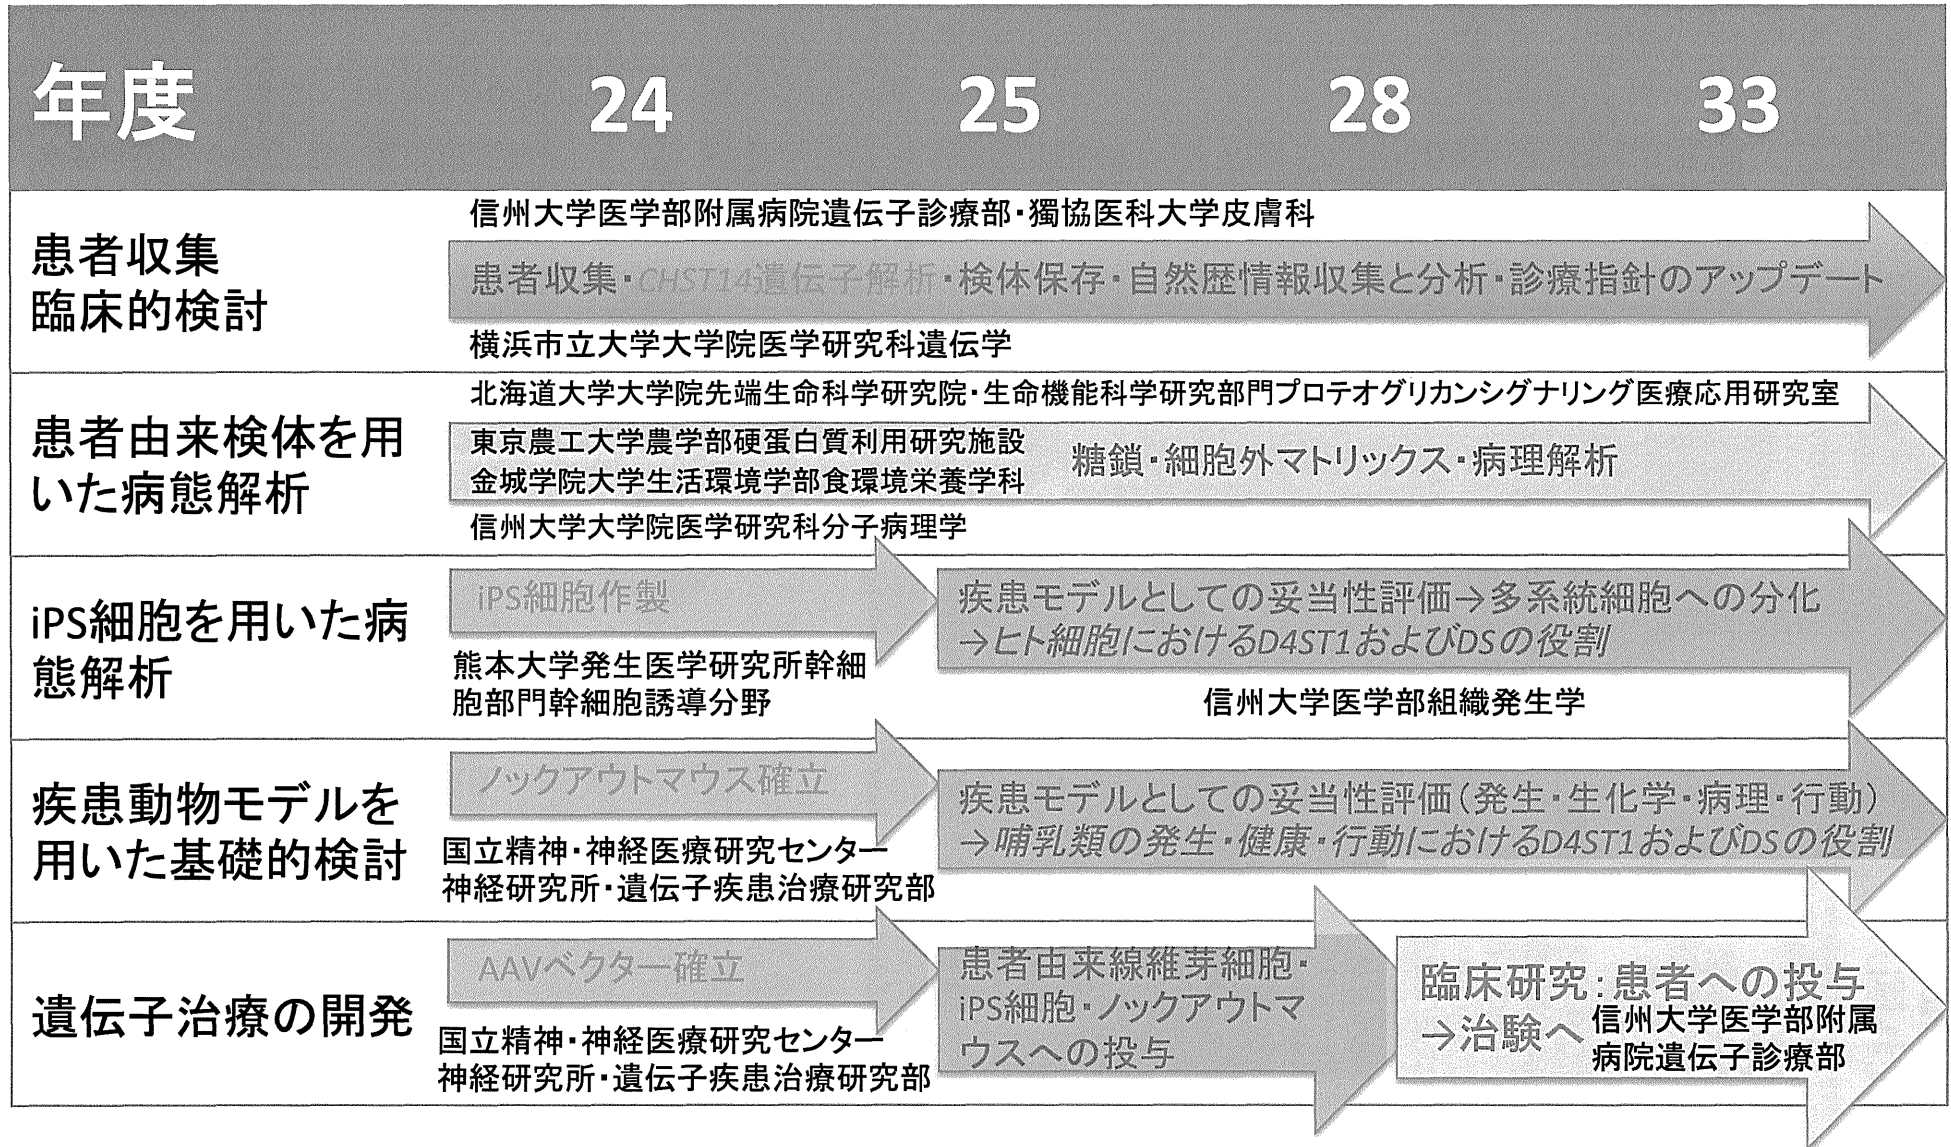 年度 24 25 28 33
患者収集
臨床的検討
信州大学医学部附属病院遺伝子診療部・獨協医科大学皮膚科
患者収集・CHST14遺伝子解析・検体保存・自然歴情報収集と分析・診療指針のアップデート
横浜市立大学大学院医学研究科遺伝学
患者由来検体を用
いた病態解析
北海道大学大学院先端生命科学研究院・生命機能科学研究部門プロテオグリカンシグナリング医療応用研究室
東京農工大学農学部硬蛋白質利用研究施設
金城学院大学生活環境学部食環境栄養学科
糖鎖・細胞外マトリックス・病理解析
信州大学大学院医学研究科分子病理学
iPS細胞を用いた病
態解析
iPS細胞作製
熊本大学発生医学研究所幹細
胞部門幹細胞誘導分野
疾患モデルとしての妥当性評価→多系統細胞への分化
→ヒト細胞におけるD4ST1およびDSの役割
信州大学医学部組織発生学
疾患動物モデルを
用いた基礎的検討
ノックアウトマウス確立
国立精神・神経医療研究センター
神経研究所・遺伝子疾患治療研究部
疾患モデルとしての妥当性評価(発生・生化学・病理・行動)
→哺乳類の発生・健康・行動におけるD4ST1およびDSの役割
遺伝子治療の開発
AAVベクター確立
国立精神・神経医療研究センター
神経研究所・遺伝子疾患治療研究部
患者由来線維芽細胞・
iPS細胞・ノックアウトマ
ウスへの投与
臨床研究:患者への投与
→治験へ
信州大学医学部附属
病院遺伝子診療部